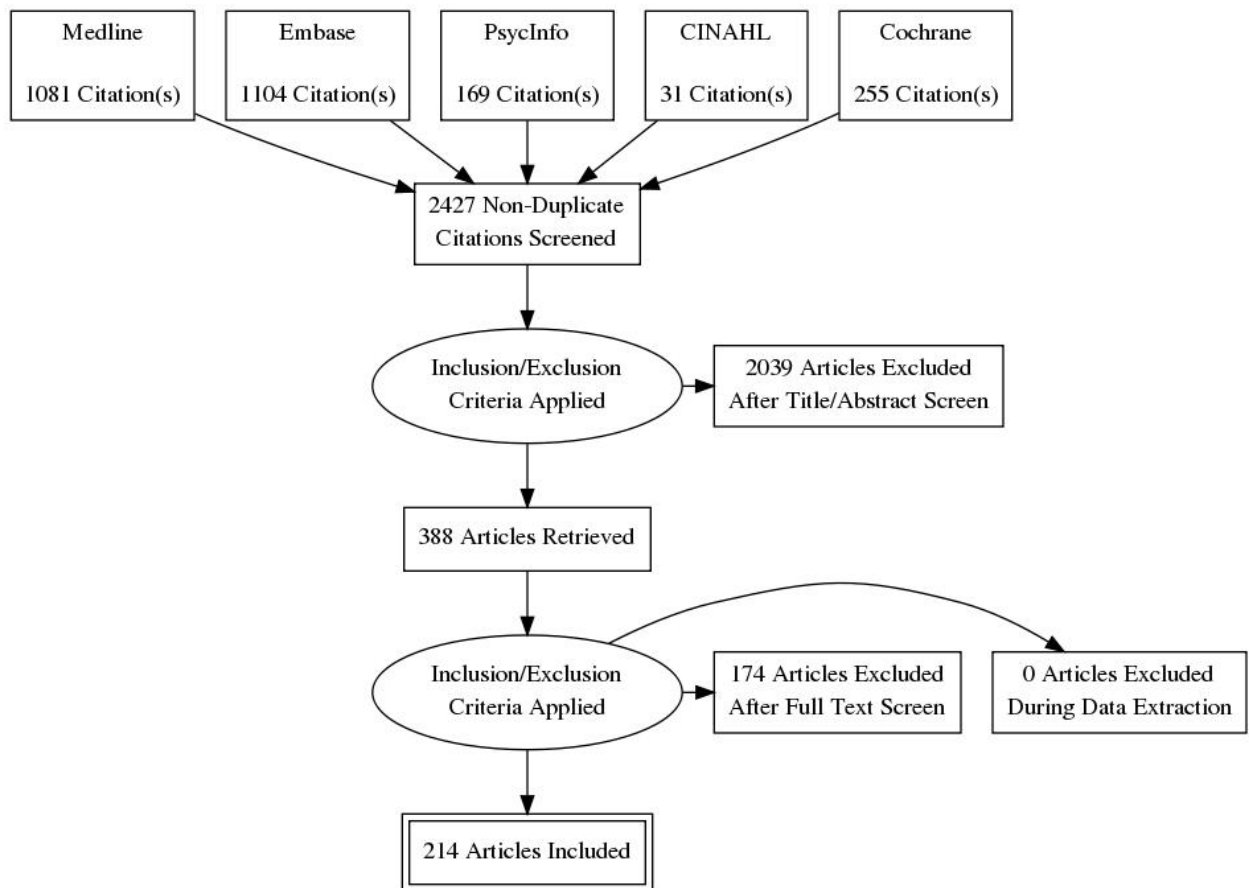 Medline
1081 Citation(s)
Embase
1104 Citation(s)
PsycInfo
169 Citation(s)
CINAHL
31 Citation(s)
Cochrane
255 Citation(s)
2427 Non-Duplicate
Citations Screened
Inclusion/Exclusion
Criteria Applied
2039 Articles Excluded
After Title/Abstract Screen
388 Articles Retrieved
Inclusion/Exclusion
Criteria Applied
174 Articles Excluded
After Full Text Screen
0 Articles Excluded
During Data Extraction
214 Articles Included